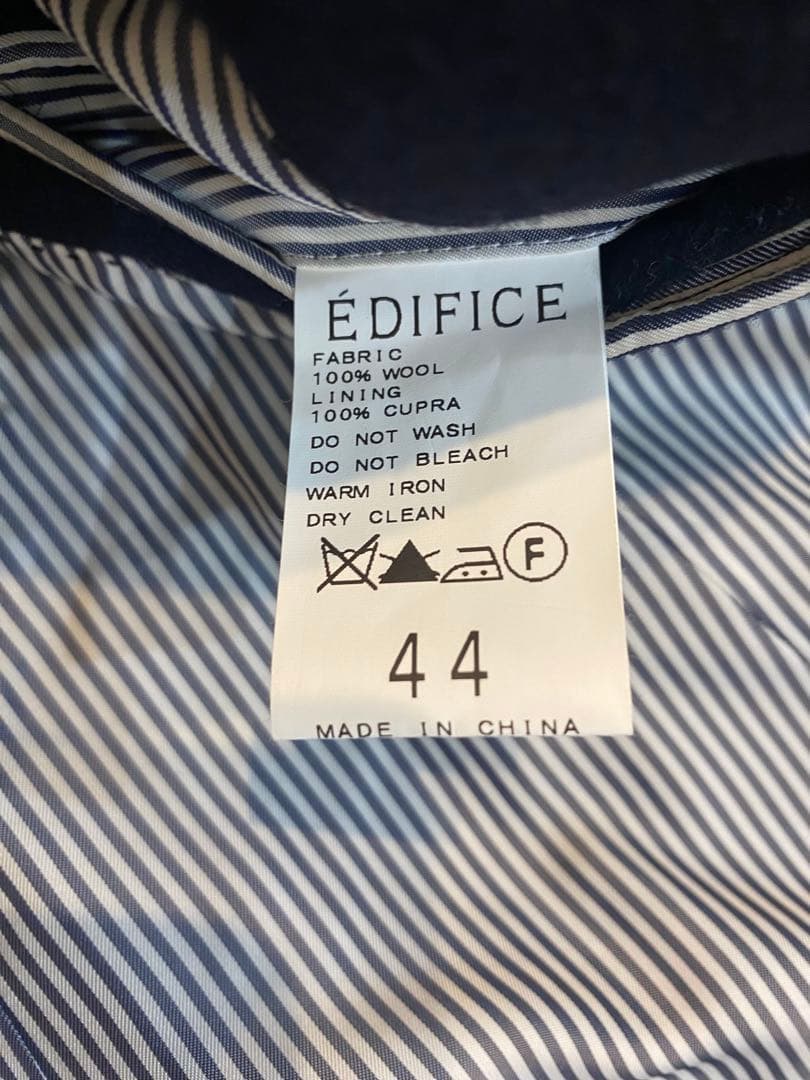 ÉDIFICE
FABRIC
100% WOOL
LINING
100% CUPRA
DO NOT WASH
DO NOT BLEACH
WARM IRON
DRY CLEAN
F
44
MADE IN CHINA